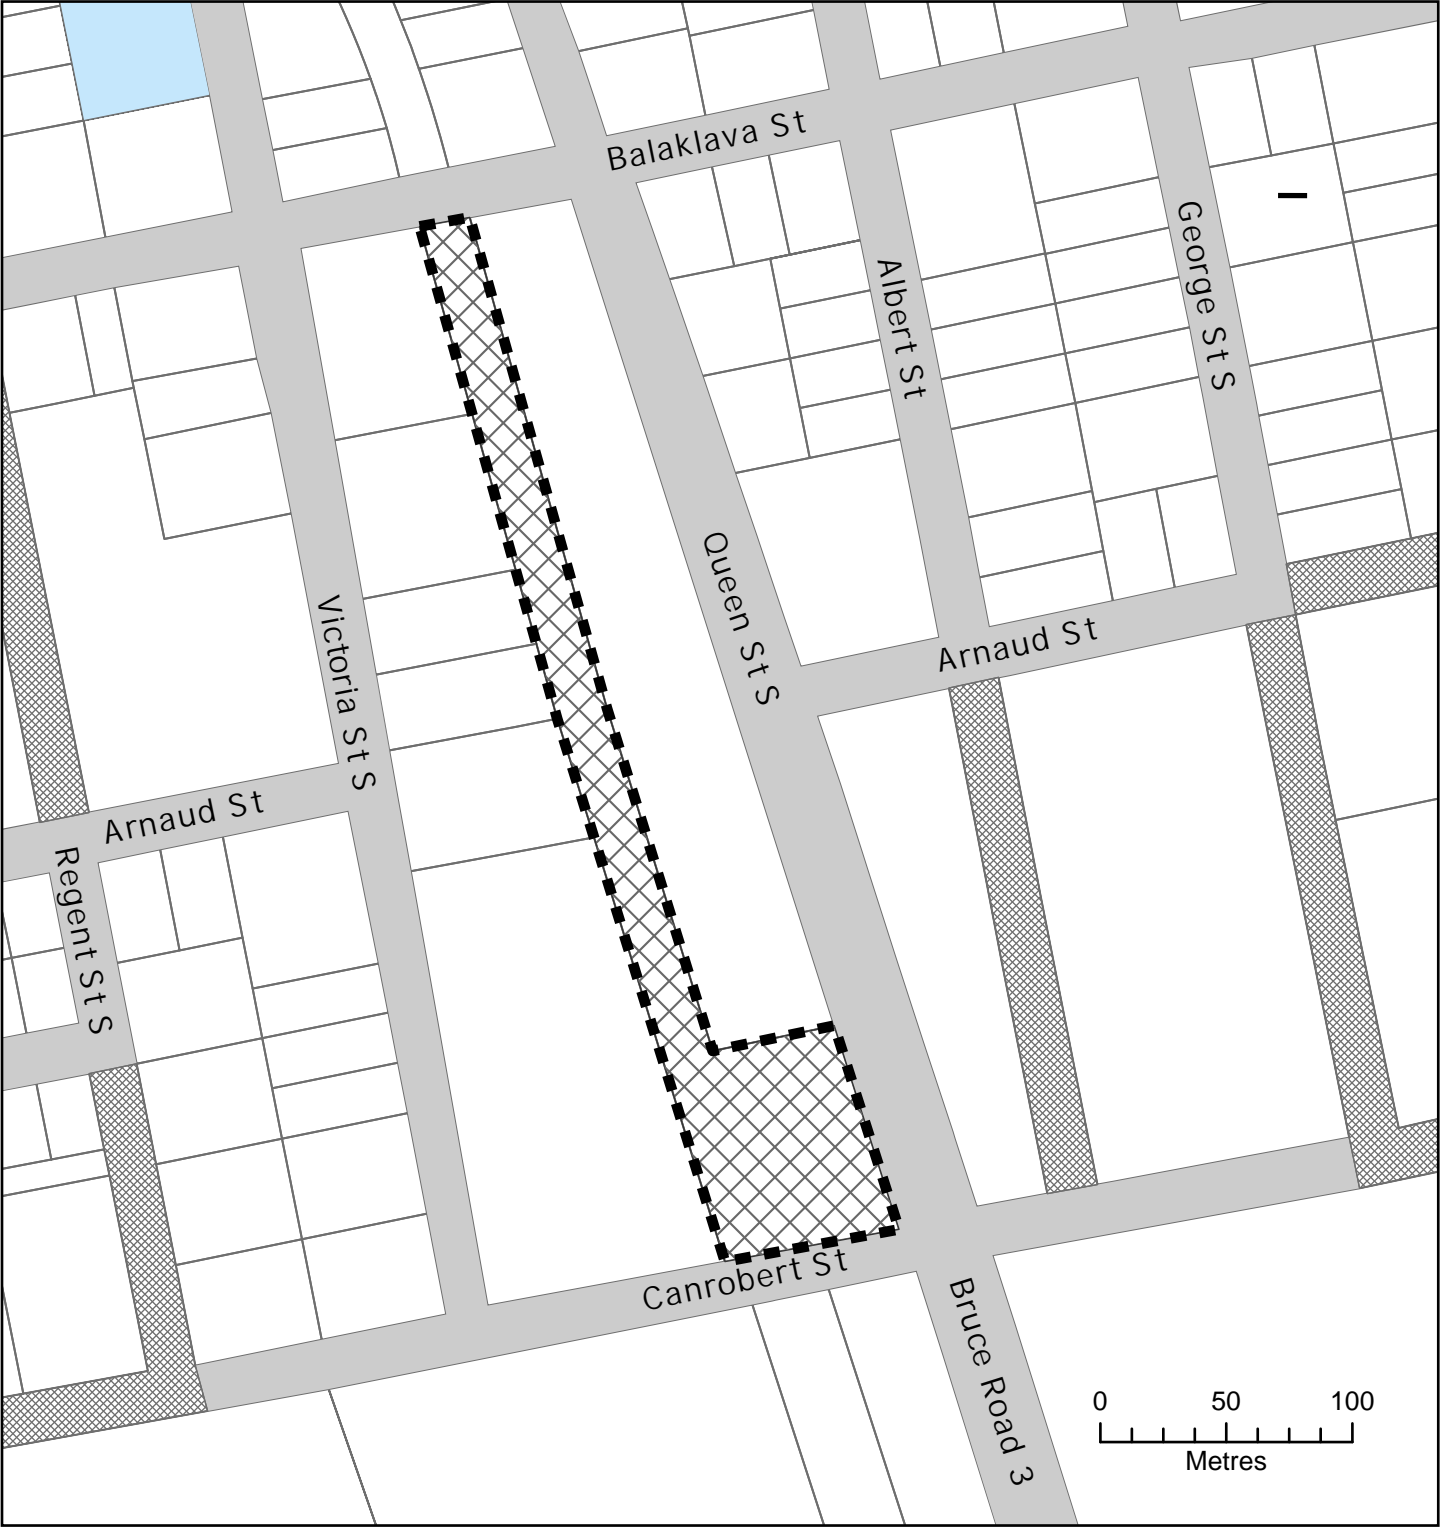 Balaklava St
George St S
Albert St
Queen St S
Victoria St S
Arnaud St
Arnaud St
Regent St S
Canrobert St
Bruce Road 3
0 50 100
Metres